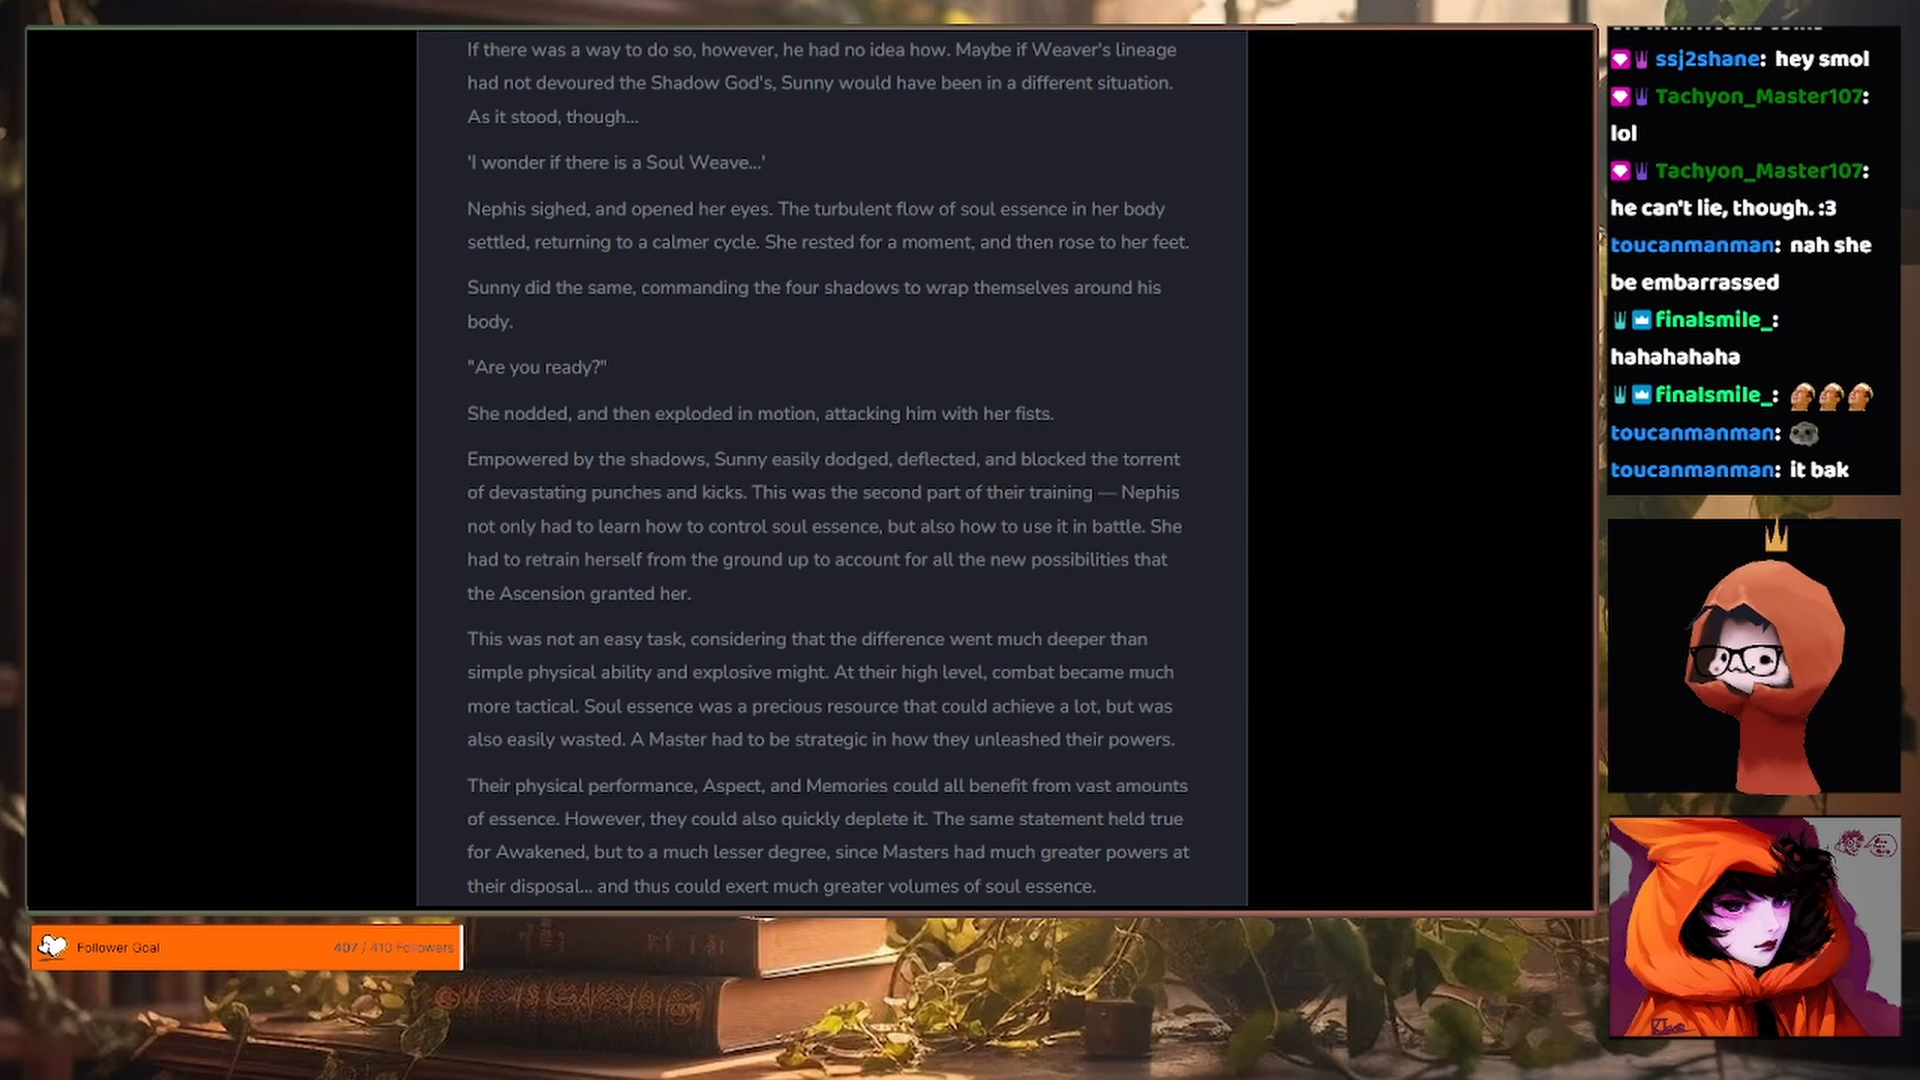 If there was a way to do so, however, he had no idea how. Maybe if Weaver's lineage
had not devoured the Shadow God's, Sunny would have been in a different situation.
As it stood, though...
'I wonder if there is a Soul Weave...'
Nephis sighed, and opened her eyes. The turbulent flow of soul essence in her body
settled, returning to a calmer cycle. She rested for a moment, and then rose to her feet.
Sunny did the same, commanding the four shadows to wrap themselves around his
body.
"Are you ready?"
She nodded, and then exploded in motion, attacking him with her fists.
Empowered by the shadows, Sunny easily dodged, deflected, and blocked the torrent
of devastating punches and kicks. This was the second part of their training — Nephis
not only had to learn how to control soul essence, but also how to use it in battle. She
had to retrain herself from the ground up to account for all the new possibilities that
the Ascension granted her.
This was not an easy task, considering that the difference went much deeper than
simple physical ability and explosive might. At their high level, combat became much
more tactical. Soul essence was a precious resource that could achieve a lot, but was
also easily wasted. A Master had to be strategic in how they unleashed their powers.
Their physical performance, Aspect, and Memories could all benefit from vast amounts
of essence. However, they could also quickly deplete it. The same statement held true
for Awakened, but to a much lesser degree, since Masters had much greater powers at
their disposal... and thus could exert much greater volumes of soul essence.
ssj2shane: hey smol
Tachyon_Master107:
lol
Tachyon_Master107:
he can't lie, though. :3
toucanmanman: nah she
be embarrassed
finalsmile_:
hahahahaha
finalsmile_:
toucanmanman:
toucanmanman: it bak
Follower Goal
407 / 410 Followers